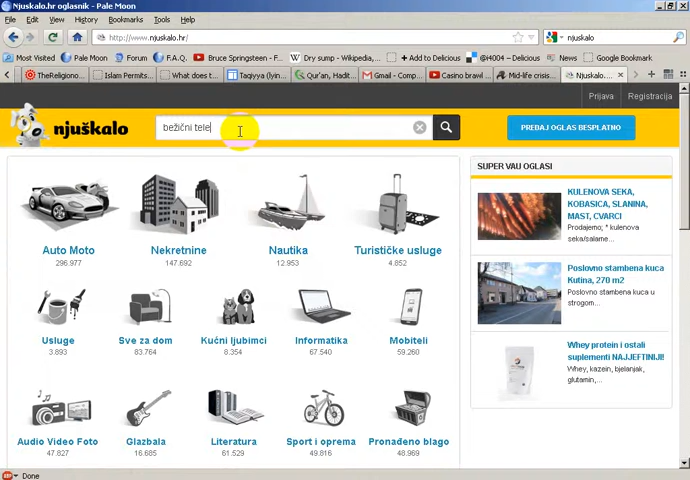 Njuskalo.hr oglasnik - Pale Moon
File Edit View History Bookmarks Tools Help
http://www.njuskalo.hr/
njuskalo
Most Visited Pale Moon Forum F.A.Q. Bruce Springsteen - F... Dry sump - Wikipedia,... Add to Delicious @I4004 – Delicious Google Bookmark
TheReligiono... Islam Permits... What does t... Taqiyya (lyin... Qur'an, Hadit... Gmail - Comp... Casino brawl ... Mid-life crisis... Njuskalo....
Prijava Registracija
njuškalo
bežični tele
PREDAJ OGLAS BESPLATNO
Auto Moto
296.977
Nekretnine
147.692
Nautika
12.953
Turističke usluge
4.852
Usluge
3.893
Sve za dom
83.764
Kućni ljubimci
8.354
Informatika
67.540
Mobiteli
59.260
Audio Video Foto
47.827
Glazbala
16.685
Literatura
61.529
Sport i oprema
49.816
Pronađeno blago
48.969
SUPER VAU OGLASI
KULENOVA SEKA,
KOBASICA, SLANINA,
MAST, CVARCI
Prodajemo; * kulenova
seka/salame...
Poslovno stambena kuca
Kutina, 270 m2
Poslovno stambena kuca u
strogom...
Whey protein i ostali
suplementi NAJJEFTINIJI!
Whey, kazein, bjelanjak,
glutamin,...
Done